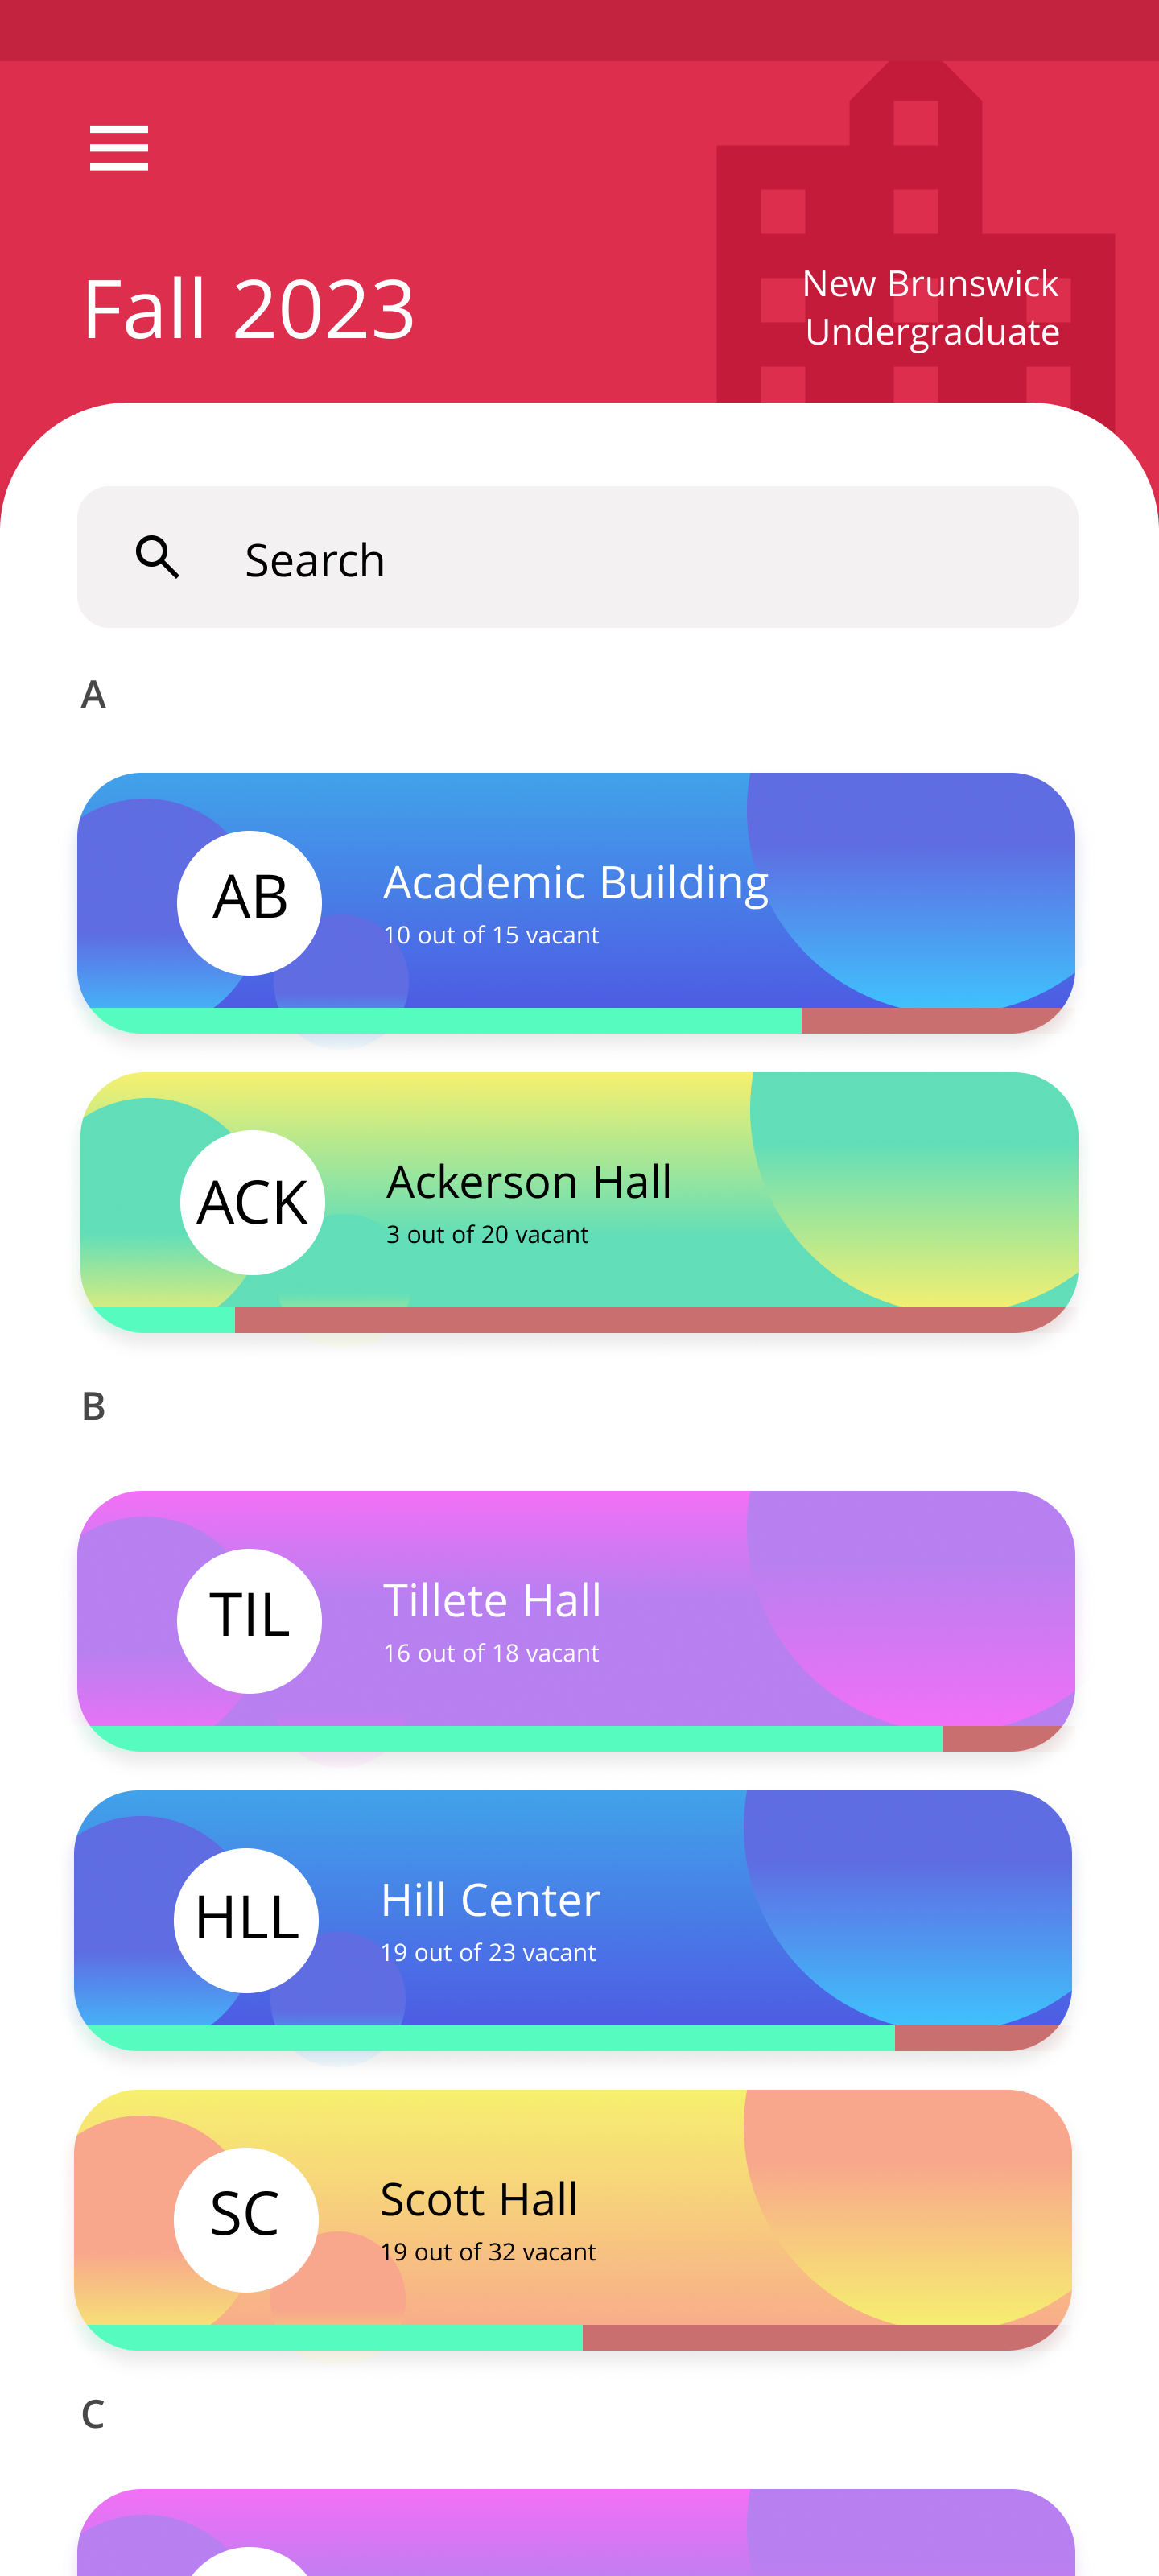 Fall 2023
New Brunswick
Undergraduate
Search
A
AB
Academic Building
10 out of 15 vacant
ACK
Ackerson Hall
3 out of 20 vacant
B
TIL
Tillete Hall
16 out of 18 vacant
HLL
Hill Center
19 out of 23 vacant
SC
Scott Hall
19 out of 32 vacant
C